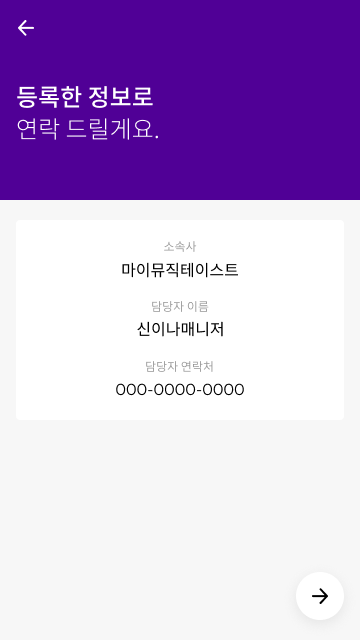 등록한 정보로
연락 드릴게요.
소속사
마이뮤직테이스트
담당자 이름
신이나매니저
담당자 연락처
000-0000-0000